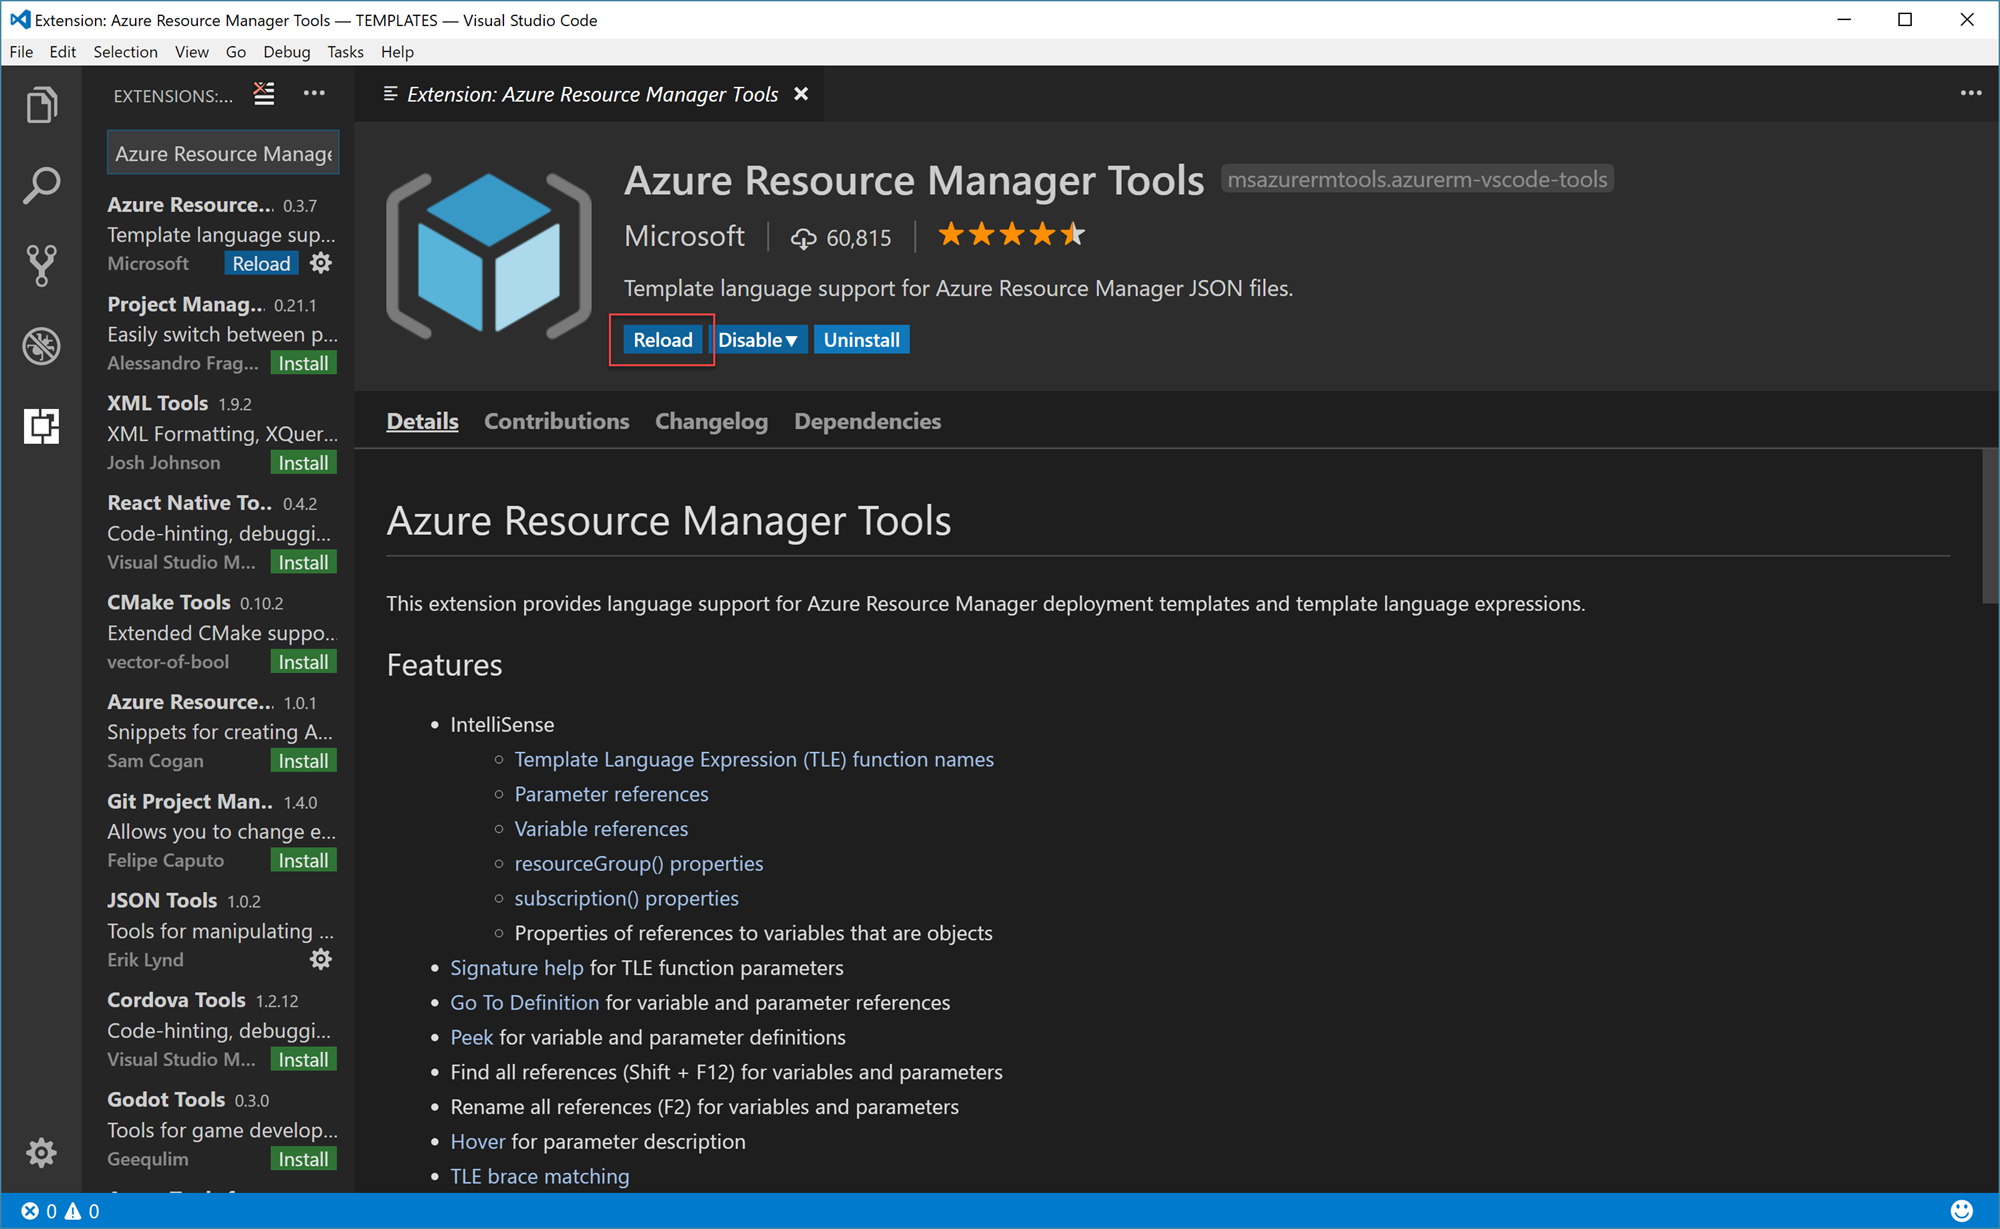 Extension: Azure Resource Manager Tools — TEMPLATES — Visual Studio Code
File Edit Selection View Go Debug Tasks Help
EXTENSIONS:...
Azure Resource Manage
Azure Resource... 0.3.7
Template language sup...
Microsoft Reload
Project Manag... 0.21.1
Easily switch between p...
Alessandro Frag... Install
XML Tools 1.9.2
XML Formatting, XQuer...
Josh Johnson Install
React Native To... 0.4.2
Code-hinting, debuggi...
Visual Studio M... Install
CMake Tools 0.10.2
Extended CMake suppo...
vector-of-bool Install
Azure Resource... 1.0.1
Snippets for creating A...
Sam Cogan Install
Git Project Man... 1.4.0
Allows you to change e...
Felipe Caputo Install
JSON Tools 1.0.2
Tools for manipulating ...
Erik Lynd
Cordova Tools 1.2.12
Code-hinting, debuggi...
Visual Studio M... Install
Godot Tools 0.3.0
Tools for game develop...
Geequlim Install
Extension: Azure Resource Manager Tools
Azure Resource Manager Tools msazurermtools.azurerm-vscode-tools
Microsoft 60,815
Template language support for Azure Resource Manager JSON files.
Reload Disable▼ Uninstall
Details Contributions Changelog Dependencies
Azure Resource Manager Tools
This extension provides language support for Azure Resource Manager deployment templates and template language expressions.
Features
• IntelliSense
○ Template Language Expression (TLE) function names
○ Parameter references
○ Variable references
○ resourceGroup() properties
○ subscription() properties
○ Properties of references to variables that are objects
• Signature help for TLE function parameters
• Go To Definition for variable and parameter references
• Peek for variable and parameter definitions
• Find all references (Shift + F12) for variables and parameters
• Rename all references (F2) for variables and parameters
• Hover for parameter description
• TLE brace matching
0 0